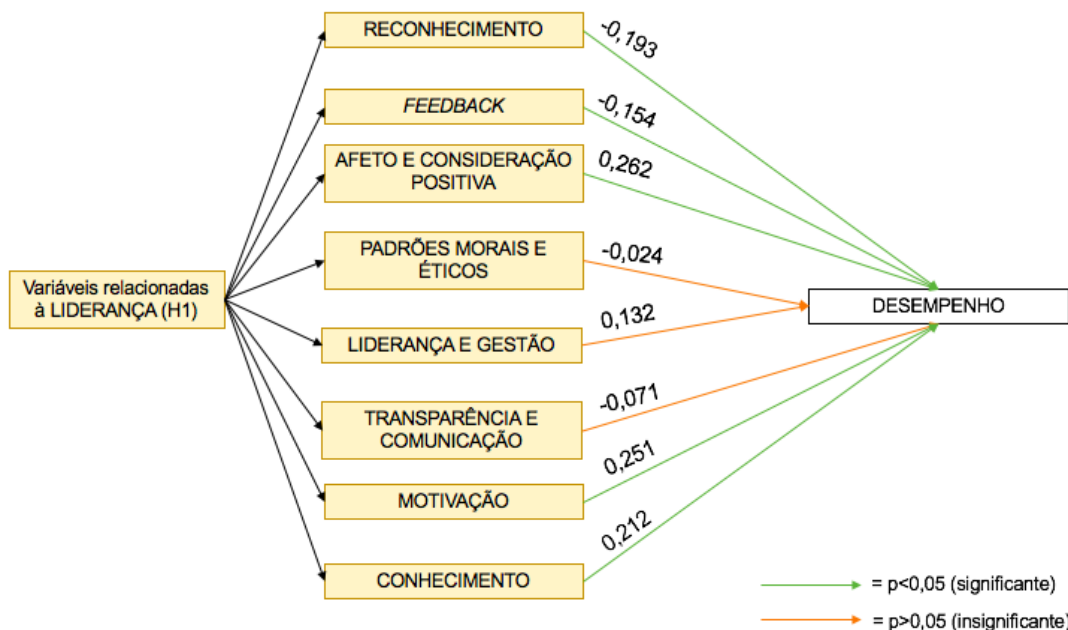 RECONHECIMENTO
-0,193
FEEDBACK
-0,154
AFETO E CONSIDERAÇÃO
POSITIVA
0,262
PADRÕES MORAIS E
ÉTICOS
-0,024
Variáveis relacionadas
à LIDERANÇA (H1)
DESEMPENHO
LIDERANÇA E GESTÃO
0,132
TRANSPARÊNCIA E
COMUNICAÇÃO
-0,071
MOTIVAÇÃO
0,251
CONHECIMENTO
0,212
= p<0,05 (significante)
= p>0,05 (insignificante)